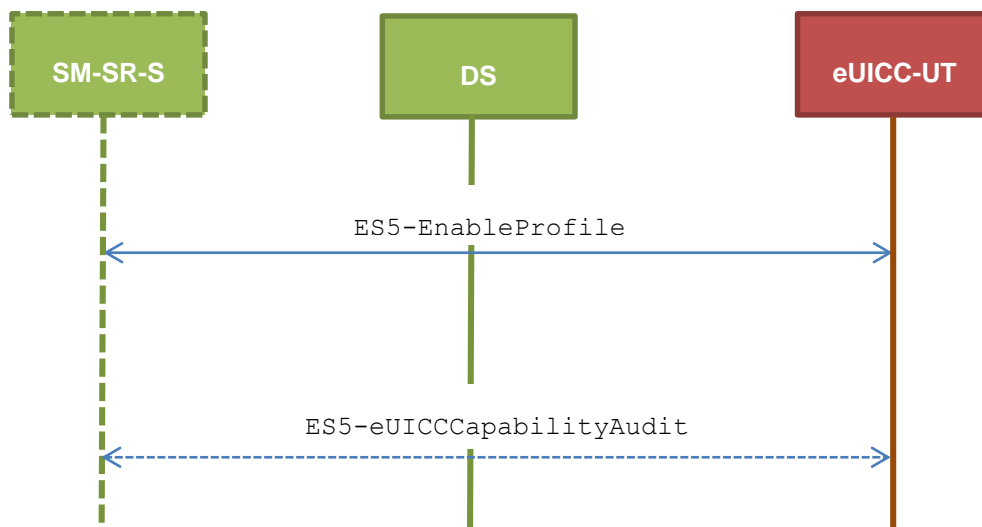 SM-SR-S
DS
eUICC-UT
ES5-EnableProfile
ES5-eUICCCapabilityAudit